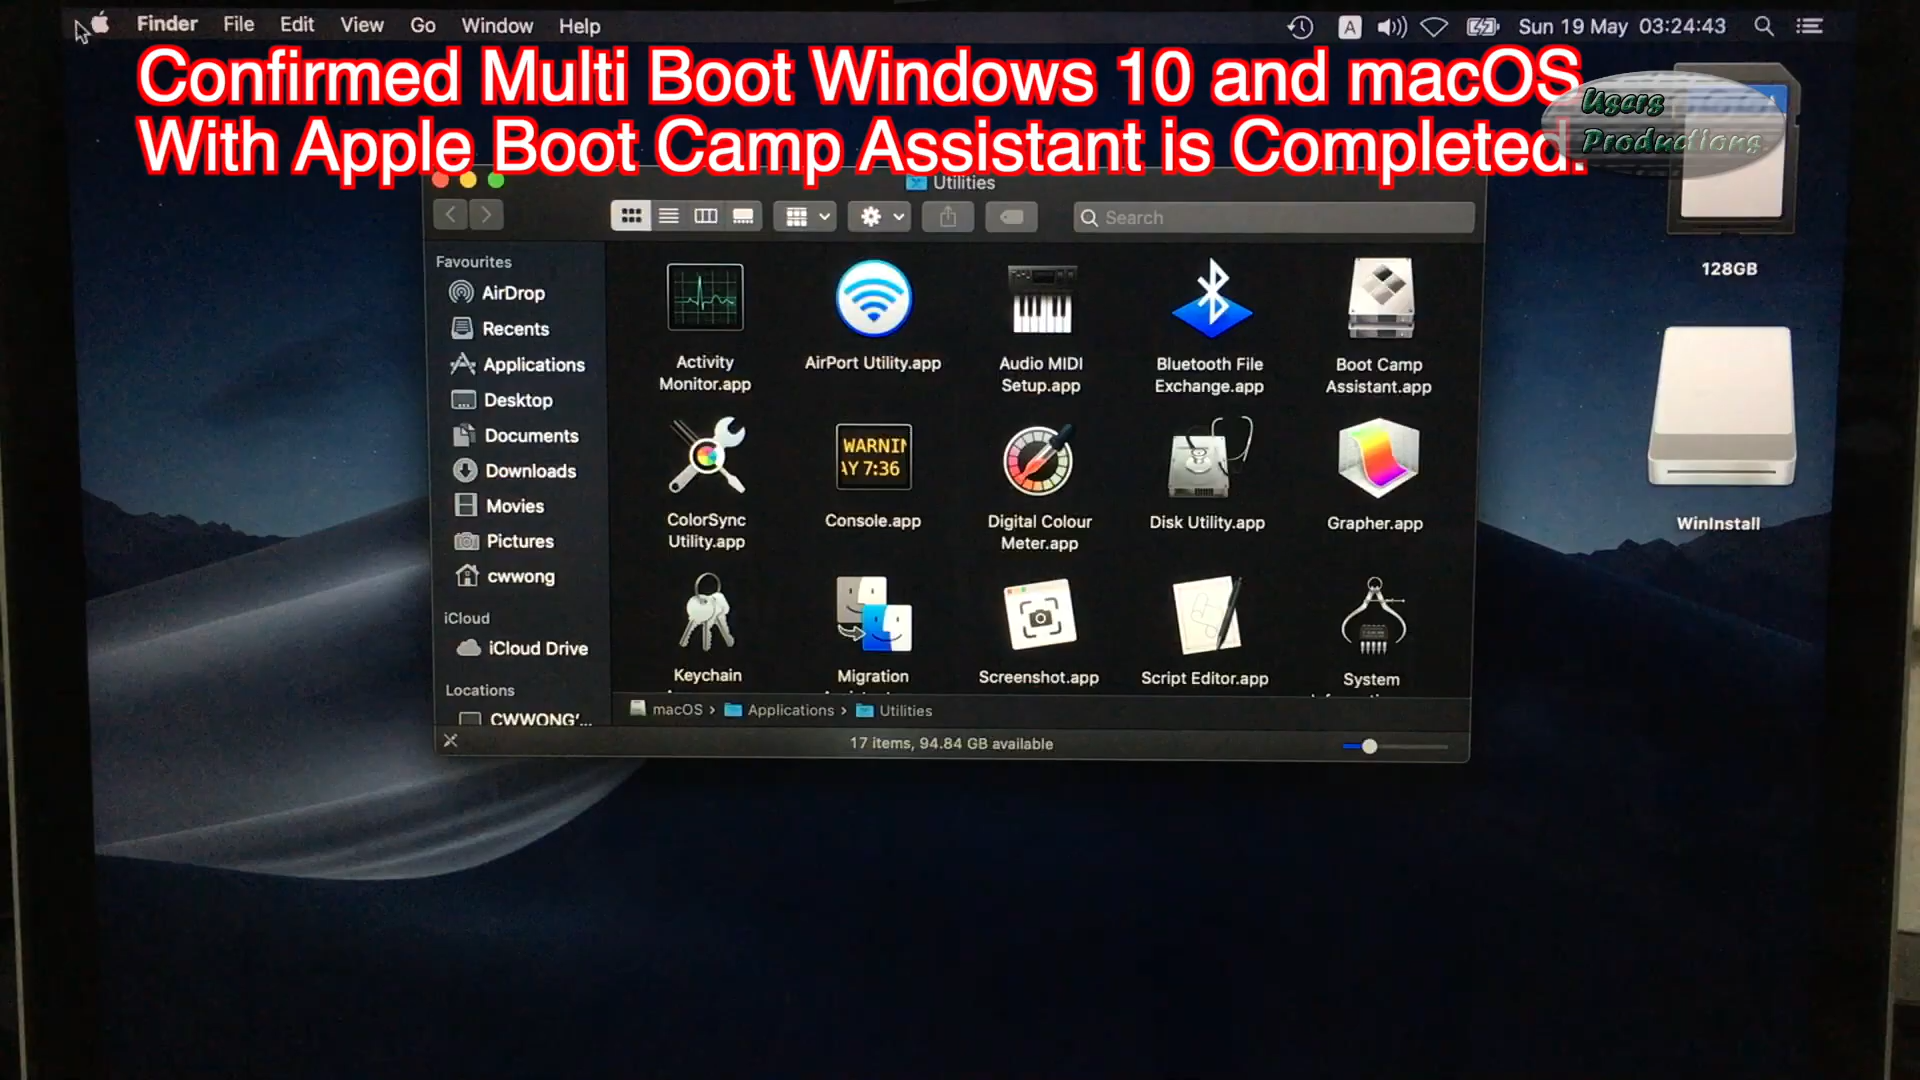 Finder File Edit View Go Window Help
A Sun 19 May 03:24:43
Confirmed Multi Boot Windows 10 and macOS
With Apple Boot Camp Assistant is Completed.
Users
Productions
Utilities
Search
Favourites
AirDrop
Recents
Applications
Desktop
Documents
Downloads
Movies
Pictures
cwwong
iCloud
iCloud Drive
Locations
CWWONG'...
Activity
Monitor.app
AirPort Utility.app
Audio MIDI
Setup.app
Bluetooth File
Exchange.app
Boot Camp
Assistant.app
ColorSync
Utility.app
WARNIN
AY 7:36
Console.app
Digital Colour
Meter.app
Disk Utility.app
Grapher.app
Keychain
Migration
Screenshot.app
Script Editor.app
System
macOS › Applications › Utilities
17 items, 94.84 GB available
128GB
WinInstall